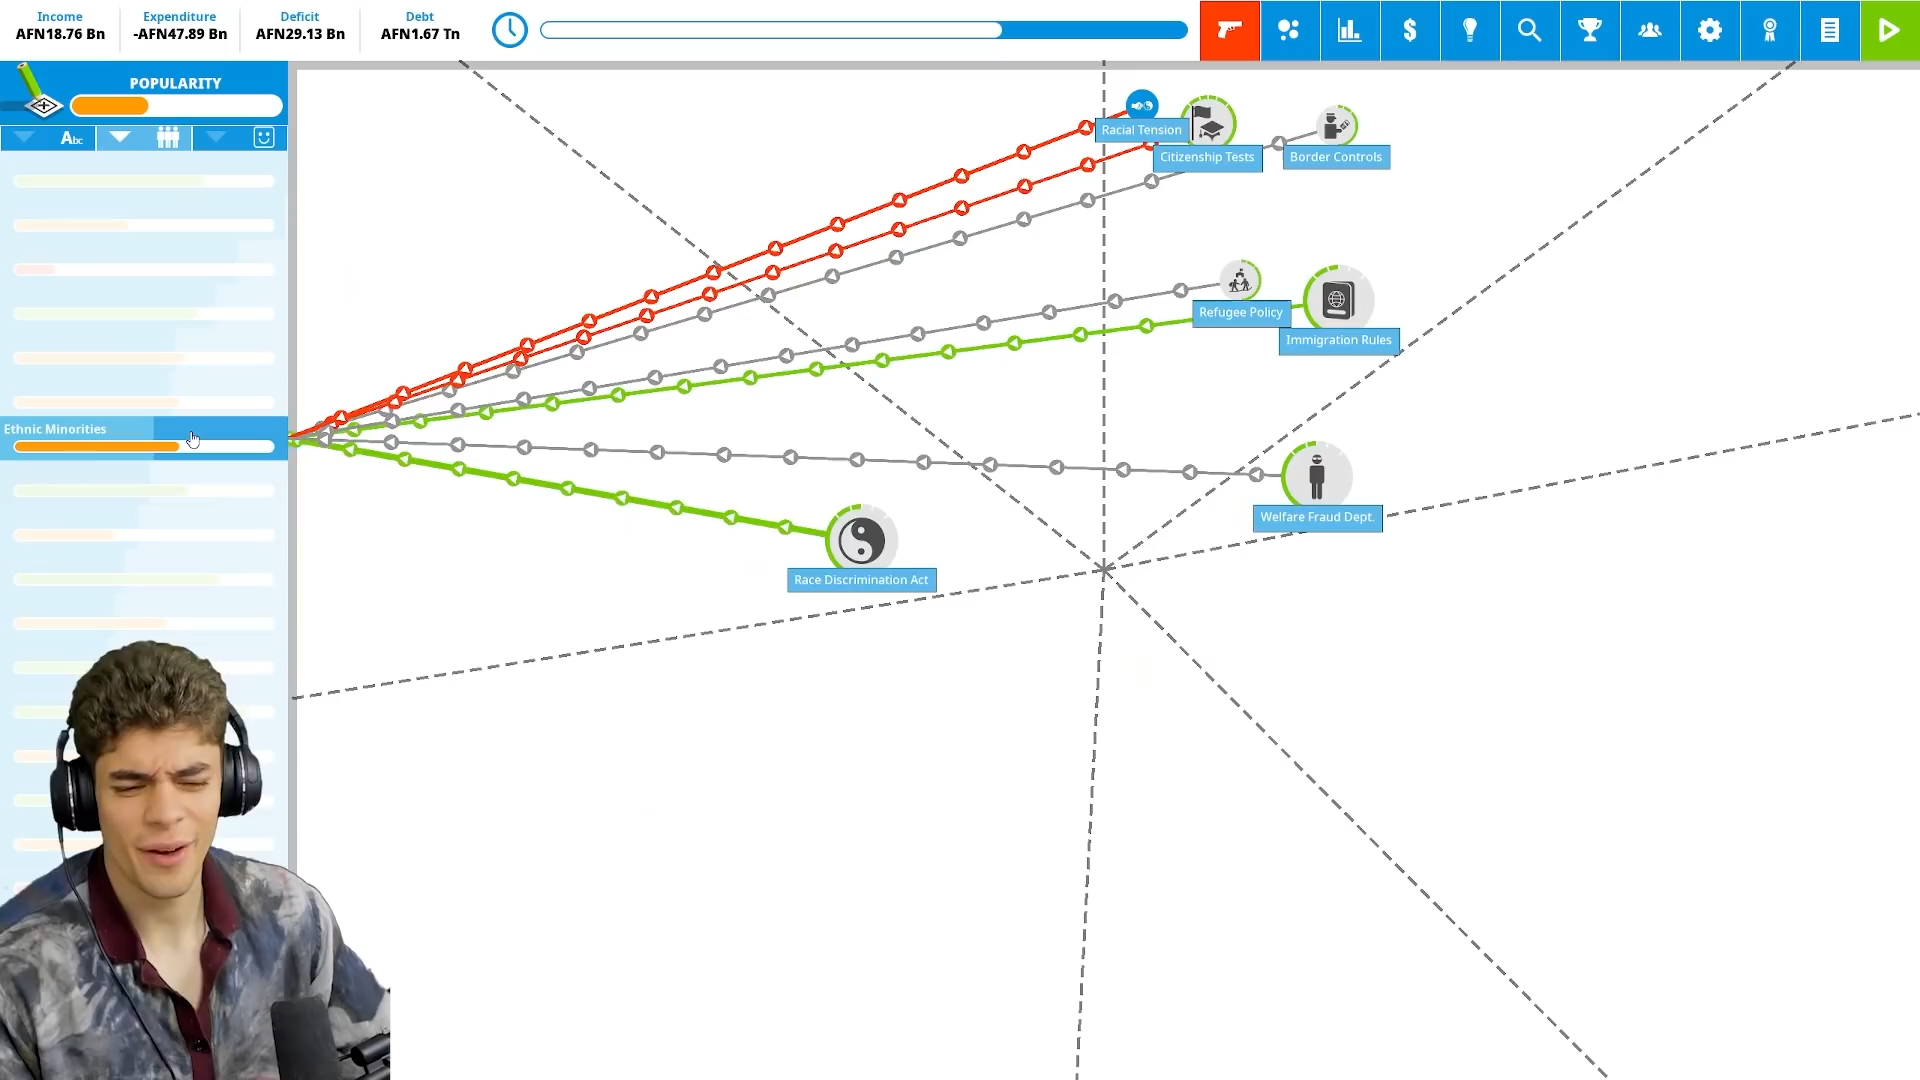 Income
AFN18.76 Bn
Expenditure
-AFN47.89 Bn
Deficit
AFN29.13 Bn
Debt
AFN1.67 Tn
POPULARITY
Abc
Racial Tension
Citizenship Tests
Border Controls
Refugee Policy
Immigration Rules
Ethnic Minorities
Welfare Fraud Dept.
Race Discrimination Act